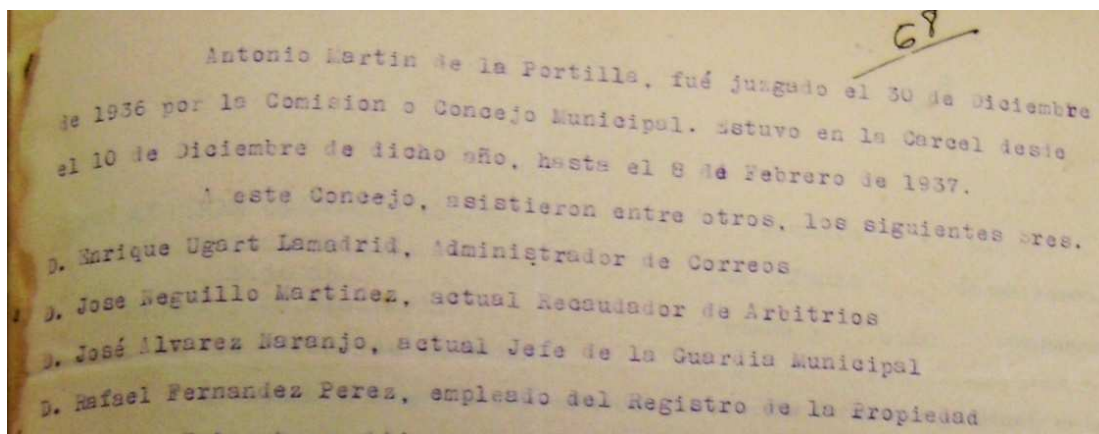 68
Antonio Martin de la Portilla, fué juzgado el 30 de Diciembre
de 1936 por la Comision o Concejo Municipal. Estuvo en la Carcel desde
el 10 de Diciembre de dicho año, hasta el 8 de Febrero de 1937.
A este Concejo, asistieron entre otros, los siguientes Sres.
D. Enrique Ugart Lamadrid, Administrador de Correos
D. Jose Neguillo Martinez, actual Recaudador de Arbitrios
D. José Alvarez Naranjo, actual Jefe de la Guardia Municipal
D. Rafael Fernandez Perez, empleado del Registro de la Propiedad